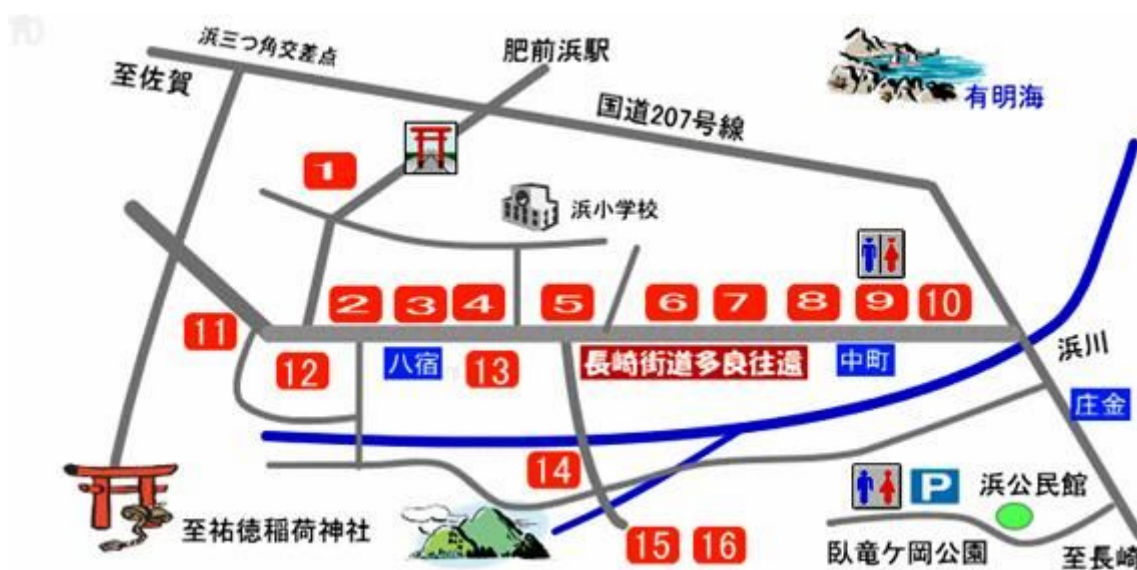 浜三つ角交差点
肥前浜駅
至佐賀
国道207号線
有明海
1
浜小学校
2
3
4
5
6
7
8
9
10
11
12
八宿
13
長崎街道多良往還
中町
浜川
庄金
14
P
浜公民館
至祐徳稲荷神社
15
16
臥竜ケ岡公園
至長崎